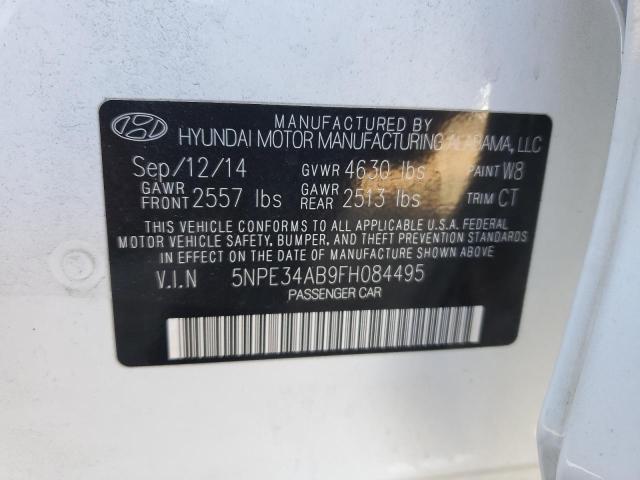 MANUFACTURED BY
HYUNDAI MOTOR MANUFACTURING ALABAMA, LLC
Sep/12/14 GVWR 4630 lbs PAINT W8
GAWR FRONT 2557 lbs GAWR REAR 2513 lbs TRIM CT
THIS VEHICLE CONFORMS TO ALL APPLICABLE U.S.A. FEDERAL
MOTOR VEHICLE SAFETY, BUMPER, AND THEFT PREVENTION STANDARDS
IN EFFECT ON THE DATE OF MANUFACTURE SHOWN ABOVE.
V.I.N 5NPE34AB9FH084495
PASSENGER CAR